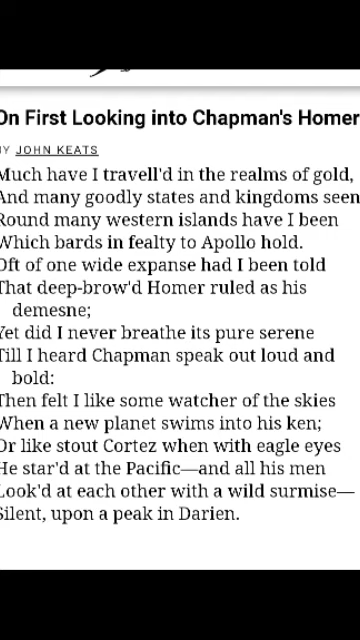 On First Looking into Chapman's Homer
BY JOHN KEATS
Much have I travell'd in the realms of gold,
And many goodly states and kingdoms seen
Round many western islands have I been
Which bards in fealty to Apollo hold.
Oft of one wide expanse had I been told
That deep-brow'd Homer ruled as his
demesne;
Yet did I never breathe its pure serene
Till I heard Chapman speak out loud and
bold:
Then felt I like some watcher of the skies
When a new planet swims into his ken;
Or like stout Cortez when with eagle eyes
He star'd at the Pacific—and all his men
Look'd at each other with a wild surmise—
Silent, upon a peak in Darien.